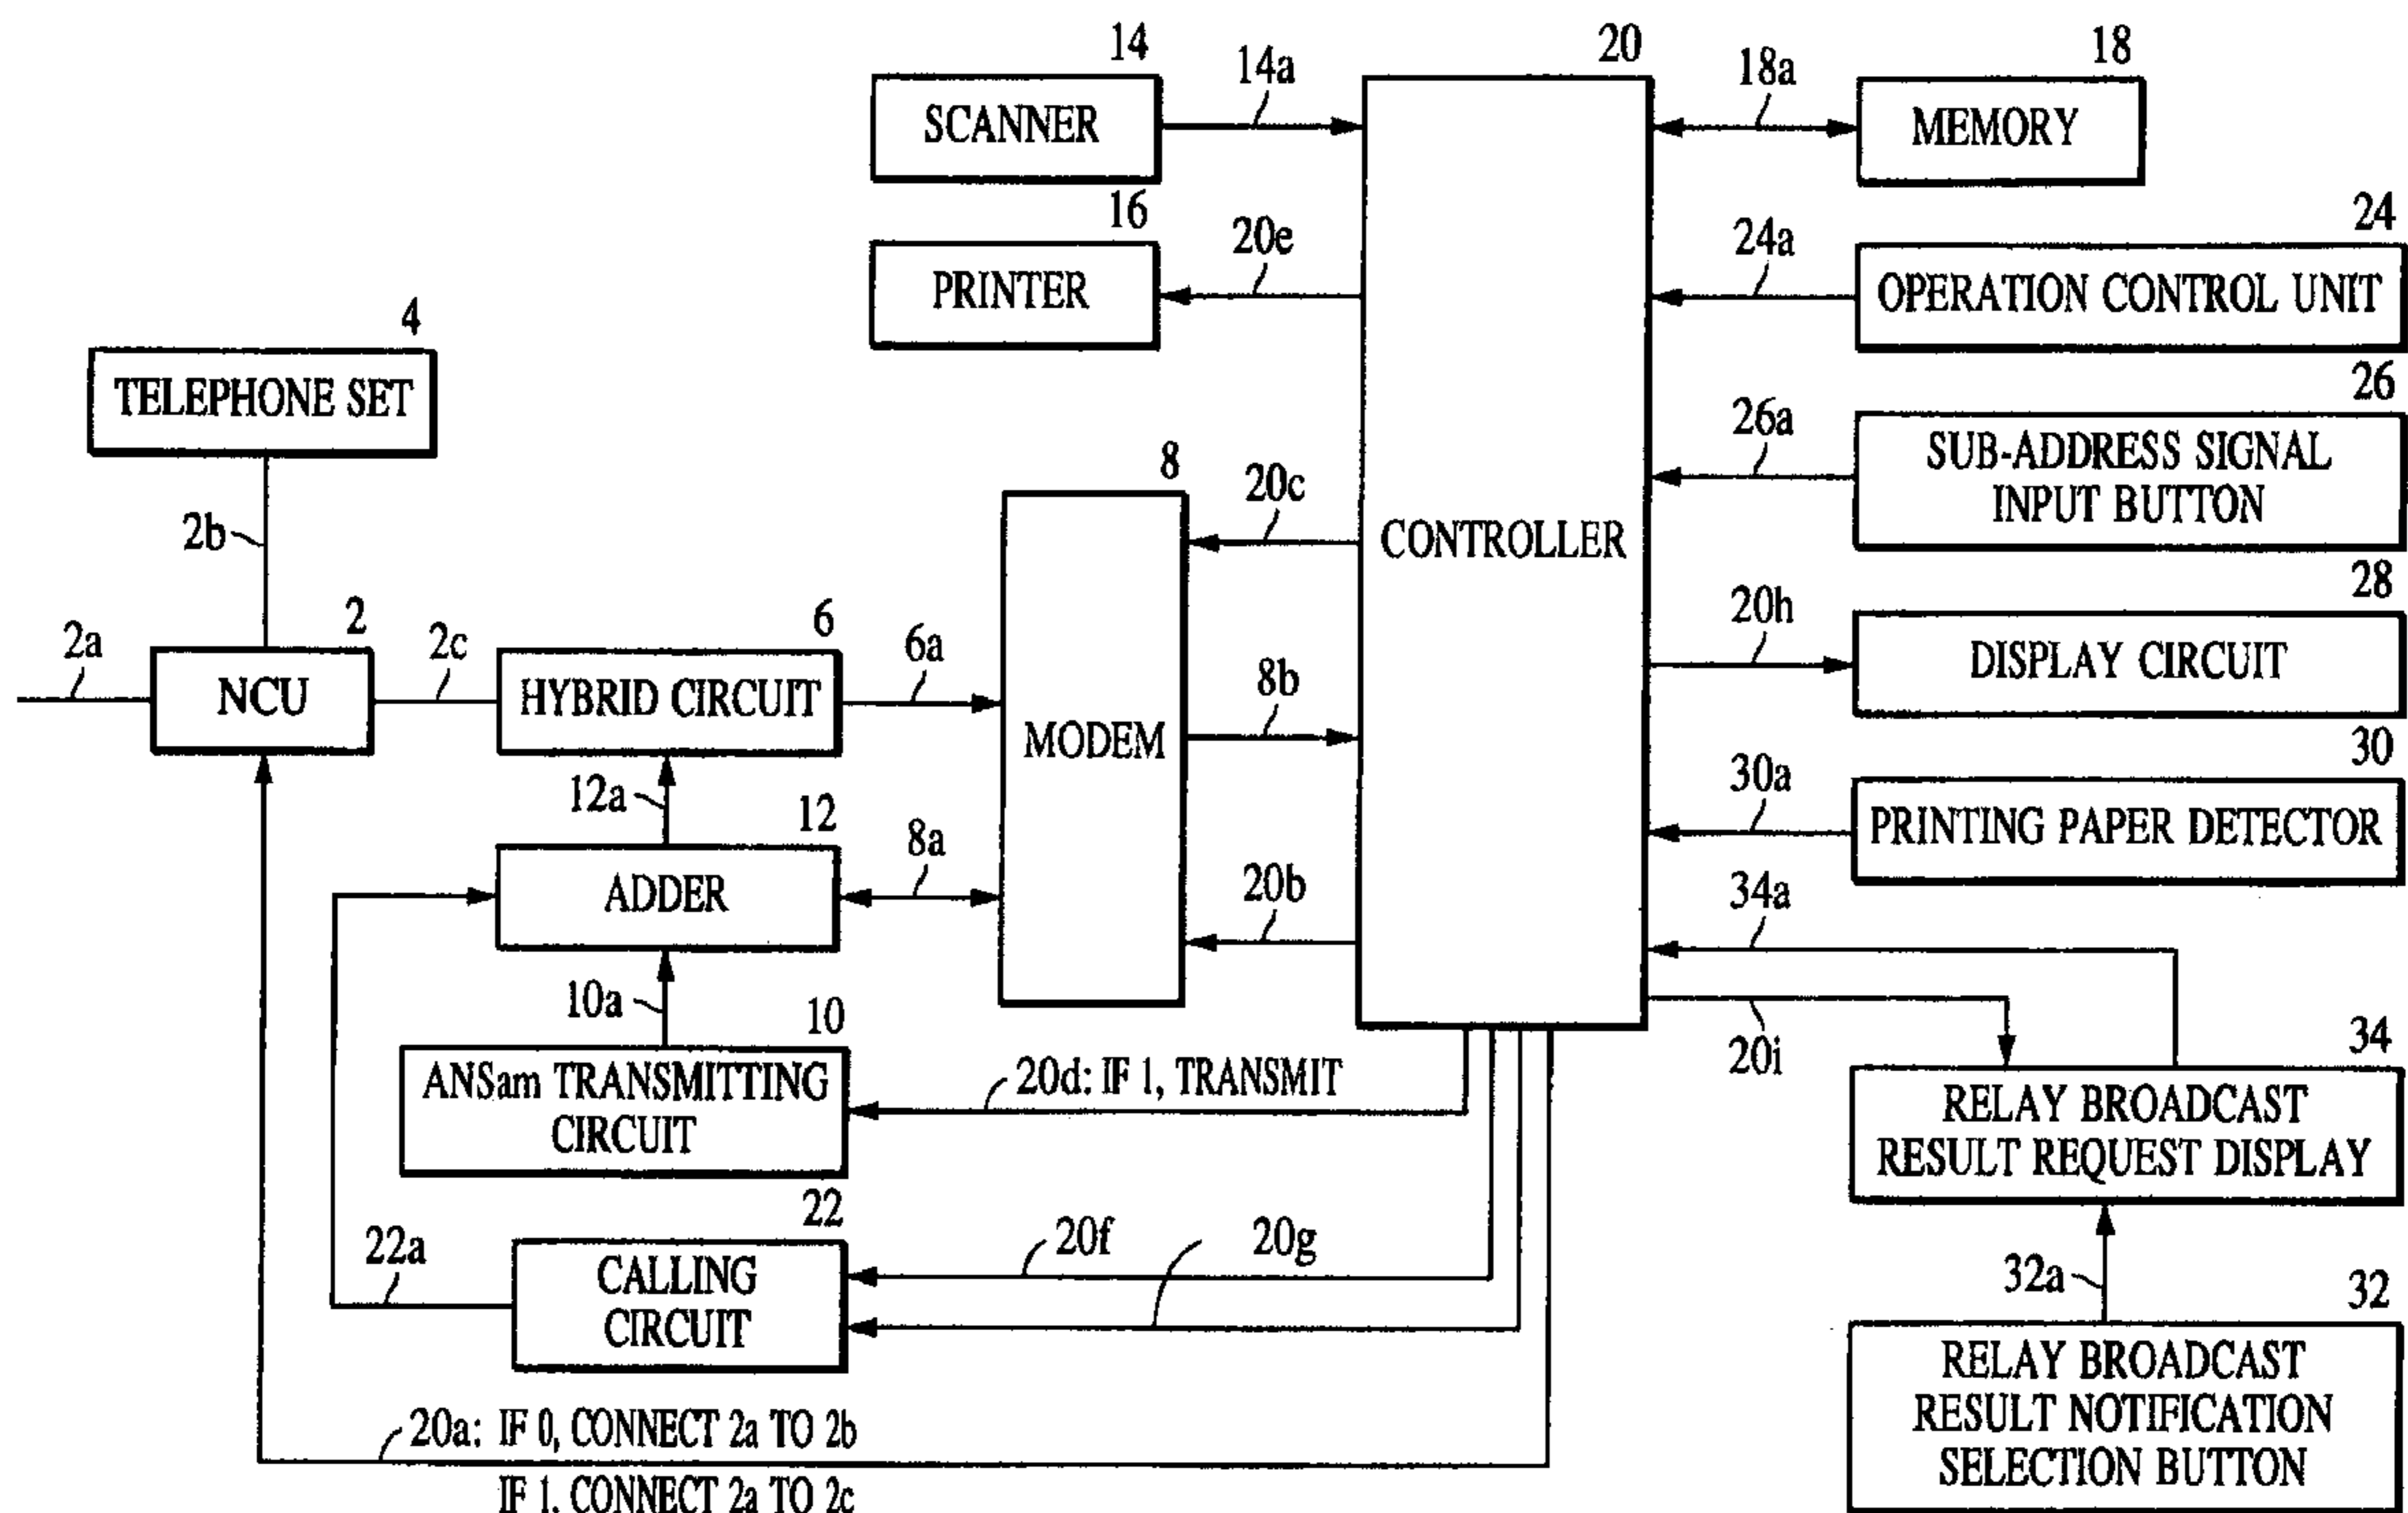 14
14a
SCANNER
20
18a
18
MEMORY
16
20e
PRINTER
24
24a
OPERATION CONTROL UNIT
4
TELEPHONE SET
2b
26
26a
SUB-ADDRESS SIGNAL
INPUT BUTTON
8
20c
CONTROLLER
2a
2
NCU
2c
6
HYBRID CIRCUIT
6a
MODEM
8b
28
20h
DISPLAY CIRCUIT
12a
12
ADDER
8a
20b
30
30a
PRINTING PAPER DETECTOR
34a
10a
10
ANSam TRANSMITTING
CIRCUIT
20d: IF 1, TRANSMIT
20i
34
RELAY BROADCAST
RESULT REQUEST DISPLAY
22a
22
CALLING
CIRCUIT
20f
20g
32a
32
RELAY BROADCAST
RESULT NOTIFICATION
SELECTION BUTTON
20a: IF 0, CONNECT 2a TO 2b
IF 1, CONNECT 2a TO 2c